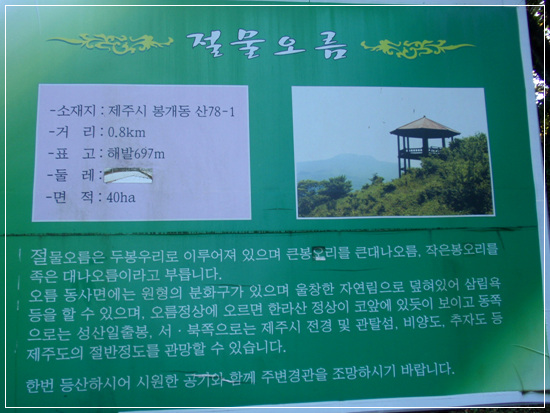 절물오름
-소재지 : 제주시 봉개동 산78-1
-거 리 : 0.8km
-표 고 : 해발697m
-둘 레 :
-면 적 : 40ha
절물오름은 두봉우리로 이루어져 있으며 큰봉 리를 큰대나오름, 작은봉오리를
족은 대나오름이라고 부릅니다.
오름 동사면에는 원형의 분화구가 있으며 울창한 자연림으로 덮혀있어 삼림욕
등을 할 수 있으며, 오름정상에 오르면 한라산 정상이 코앞에 있듯이 보이고 동쪽
으로는 성산일출봉, 서·북쪽으로는 제주시 전경 및 관탈섬, 비양도, 추자도 등
제주도의 절반정도를 관망할 수 있습니다.
한번 등산하시어 시원한 공기와 함께 주변경관을 조망하시기 바랍니다.